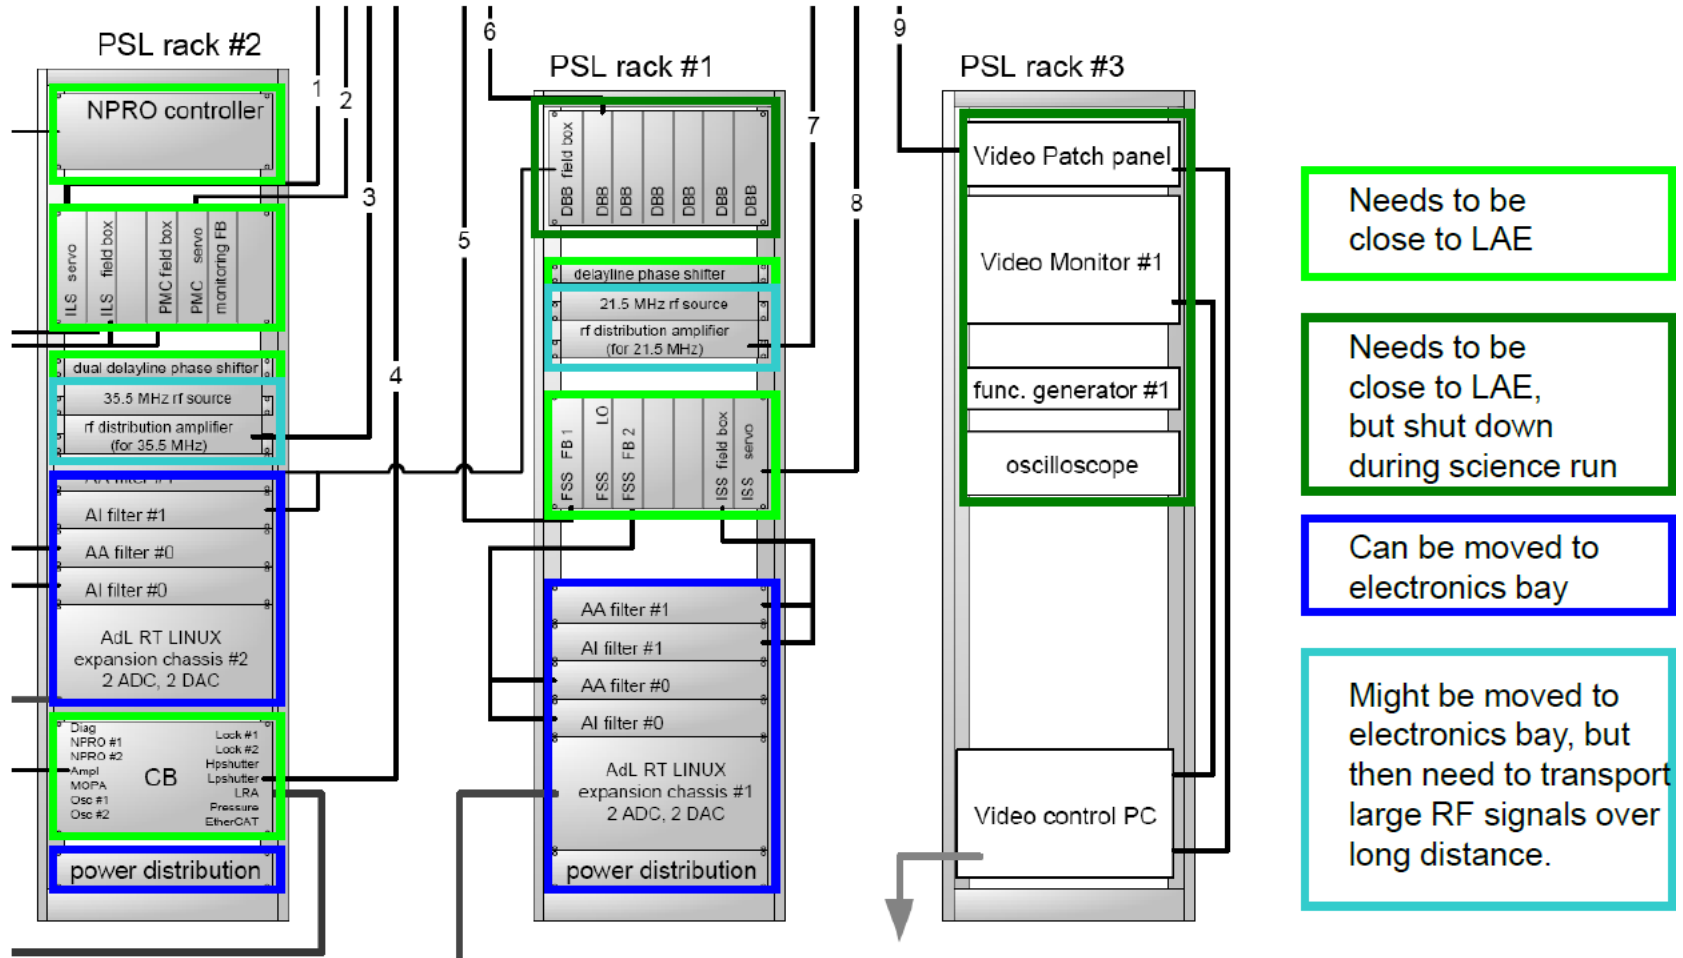 PSL rack #2
1
2
3
4
NPRO controller
ILS servo
ILS field box
PMC field box
PMC servo
monitoring FB
dual delayline phase shifter
35.5 MHz rf source
rf distribution amplifier
(for 35.5 MHz)
AI filter #1
AA filter #0
AI filter #0
AdL RT LINUX
expansion chassis #2
2 ADC, 2 DAC
Diag
NPRO #1
NPRO #2
Ampl
MOPA
Osc #1
Osc #2
CB
Lock #1
Lock #2
Hpshutter
Lpshutter
LRA
Pressure
EtherCAT
power distribution
5
6
PSL rack #1
7
8
DBB field box
DBB
DBB
DBB
DBB
DBB
DBB
delayline phase shifter
21.5 MHz rf source
rf distribution amplifier
(for 21.5 MHz)
FSS FB 1
FSS LO
FSS FB 2
ISS field box
ISS servo
AA filter #1
AI filter #1
AA filter #0
AI filter #0
AdL RT LINUX
expansion chassis #1
2 ADC, 2 DAC
power distribution
9
PSL rack #3
Video Patch panel
Video Monitor #1
func. generator #1
oscilloscope
Video control PC
Needs to be
close to LAE
Needs to be
close to LAE,
but shut down
during science run
Can be moved to
electronics bay
Might be moved to
electronics bay, but
then need to transport
large RF signals over
long distance.